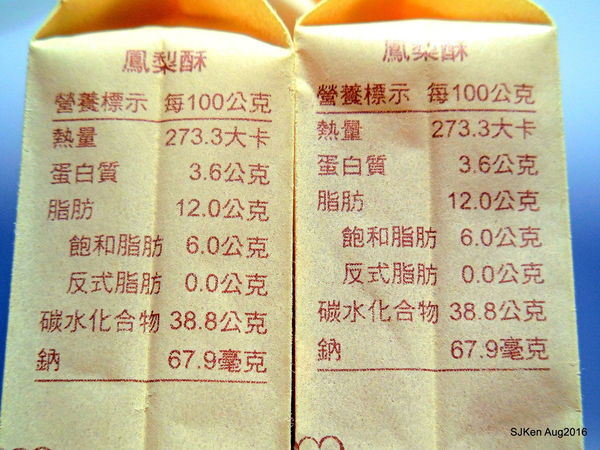 鳳梨酥
營養標示 每100公克
熱量 273.3大卡
蛋白質 3.6公克
脂肪 12.0公克
飽和脂肪 6.0公克
反式脂肪 0.0公克
碳水化合物 38.8公克
鈉 67.9毫克
鳳梨酥
營養標示 每100公克
熱量 273.3大卡
蛋白質 3.6公克
脂肪 12.0公克
飽和脂肪 6.0公克
反式脂肪 0.0公克
碳水化合物 38.8公克
鈉 67.9毫克
SJKen Aug2016